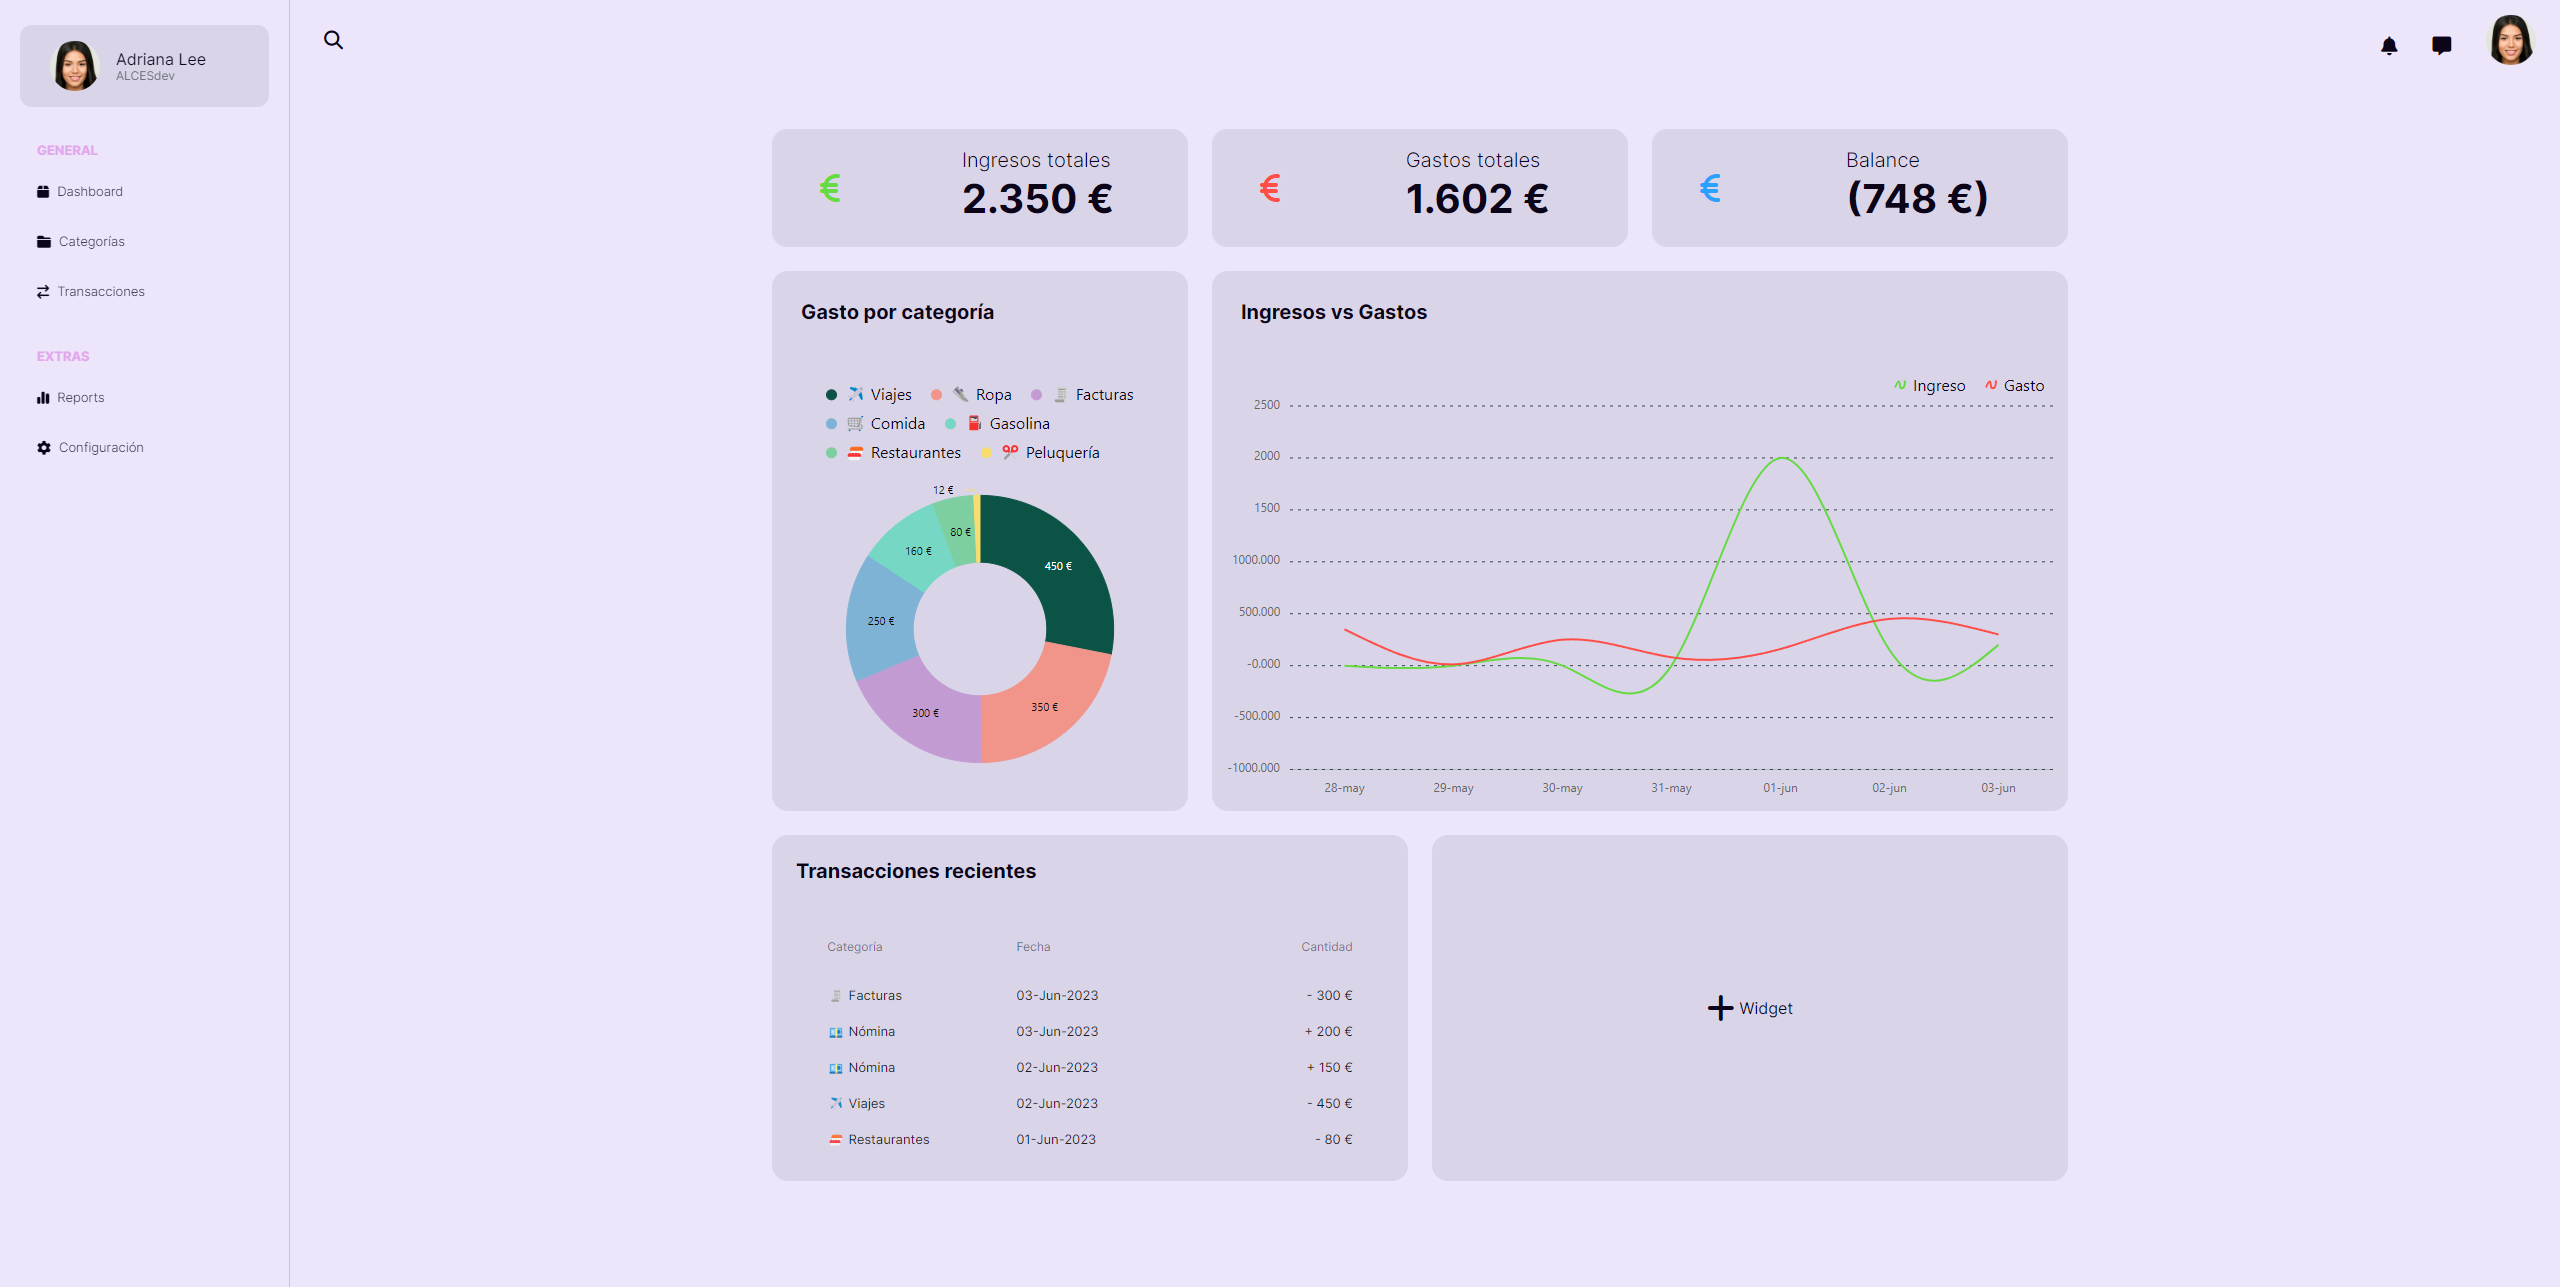 Adriana Lee
ALCESdev
GENERAL
Dashboard
Categorías
Transacciones
EXTRAS
Reports
Configuración
Ingresos totales
2.350 €
Gastos totales
1.602 €
Balance
(748 €)
Gasto por categoría
Viajes Ropa Facturas
Comida Gasolina
Restaurantes Peluquería
12 €
80 €
160 €
450 €
250 €
300 €
350 €
Ingresos vs Gastos
Ingreso Gasto
2500
2000
1500
1000.000
500.000
-0.000
-500.000
-1000.000
28-may 29-may 30-may 31-may 01-jun 02-jun 03-jun
Transacciones recientes
Categoría Fecha Cantidad
Facturas 03-Jun-2023 - 300 €
Nómina 03-Jun-2023 + 200 €
Nómina 02-Jun-2023 + 150 €
Viajes 02-Jun-2023 - 450 €
Restaurantes 01-Jun-2023 - 80 €
Widget